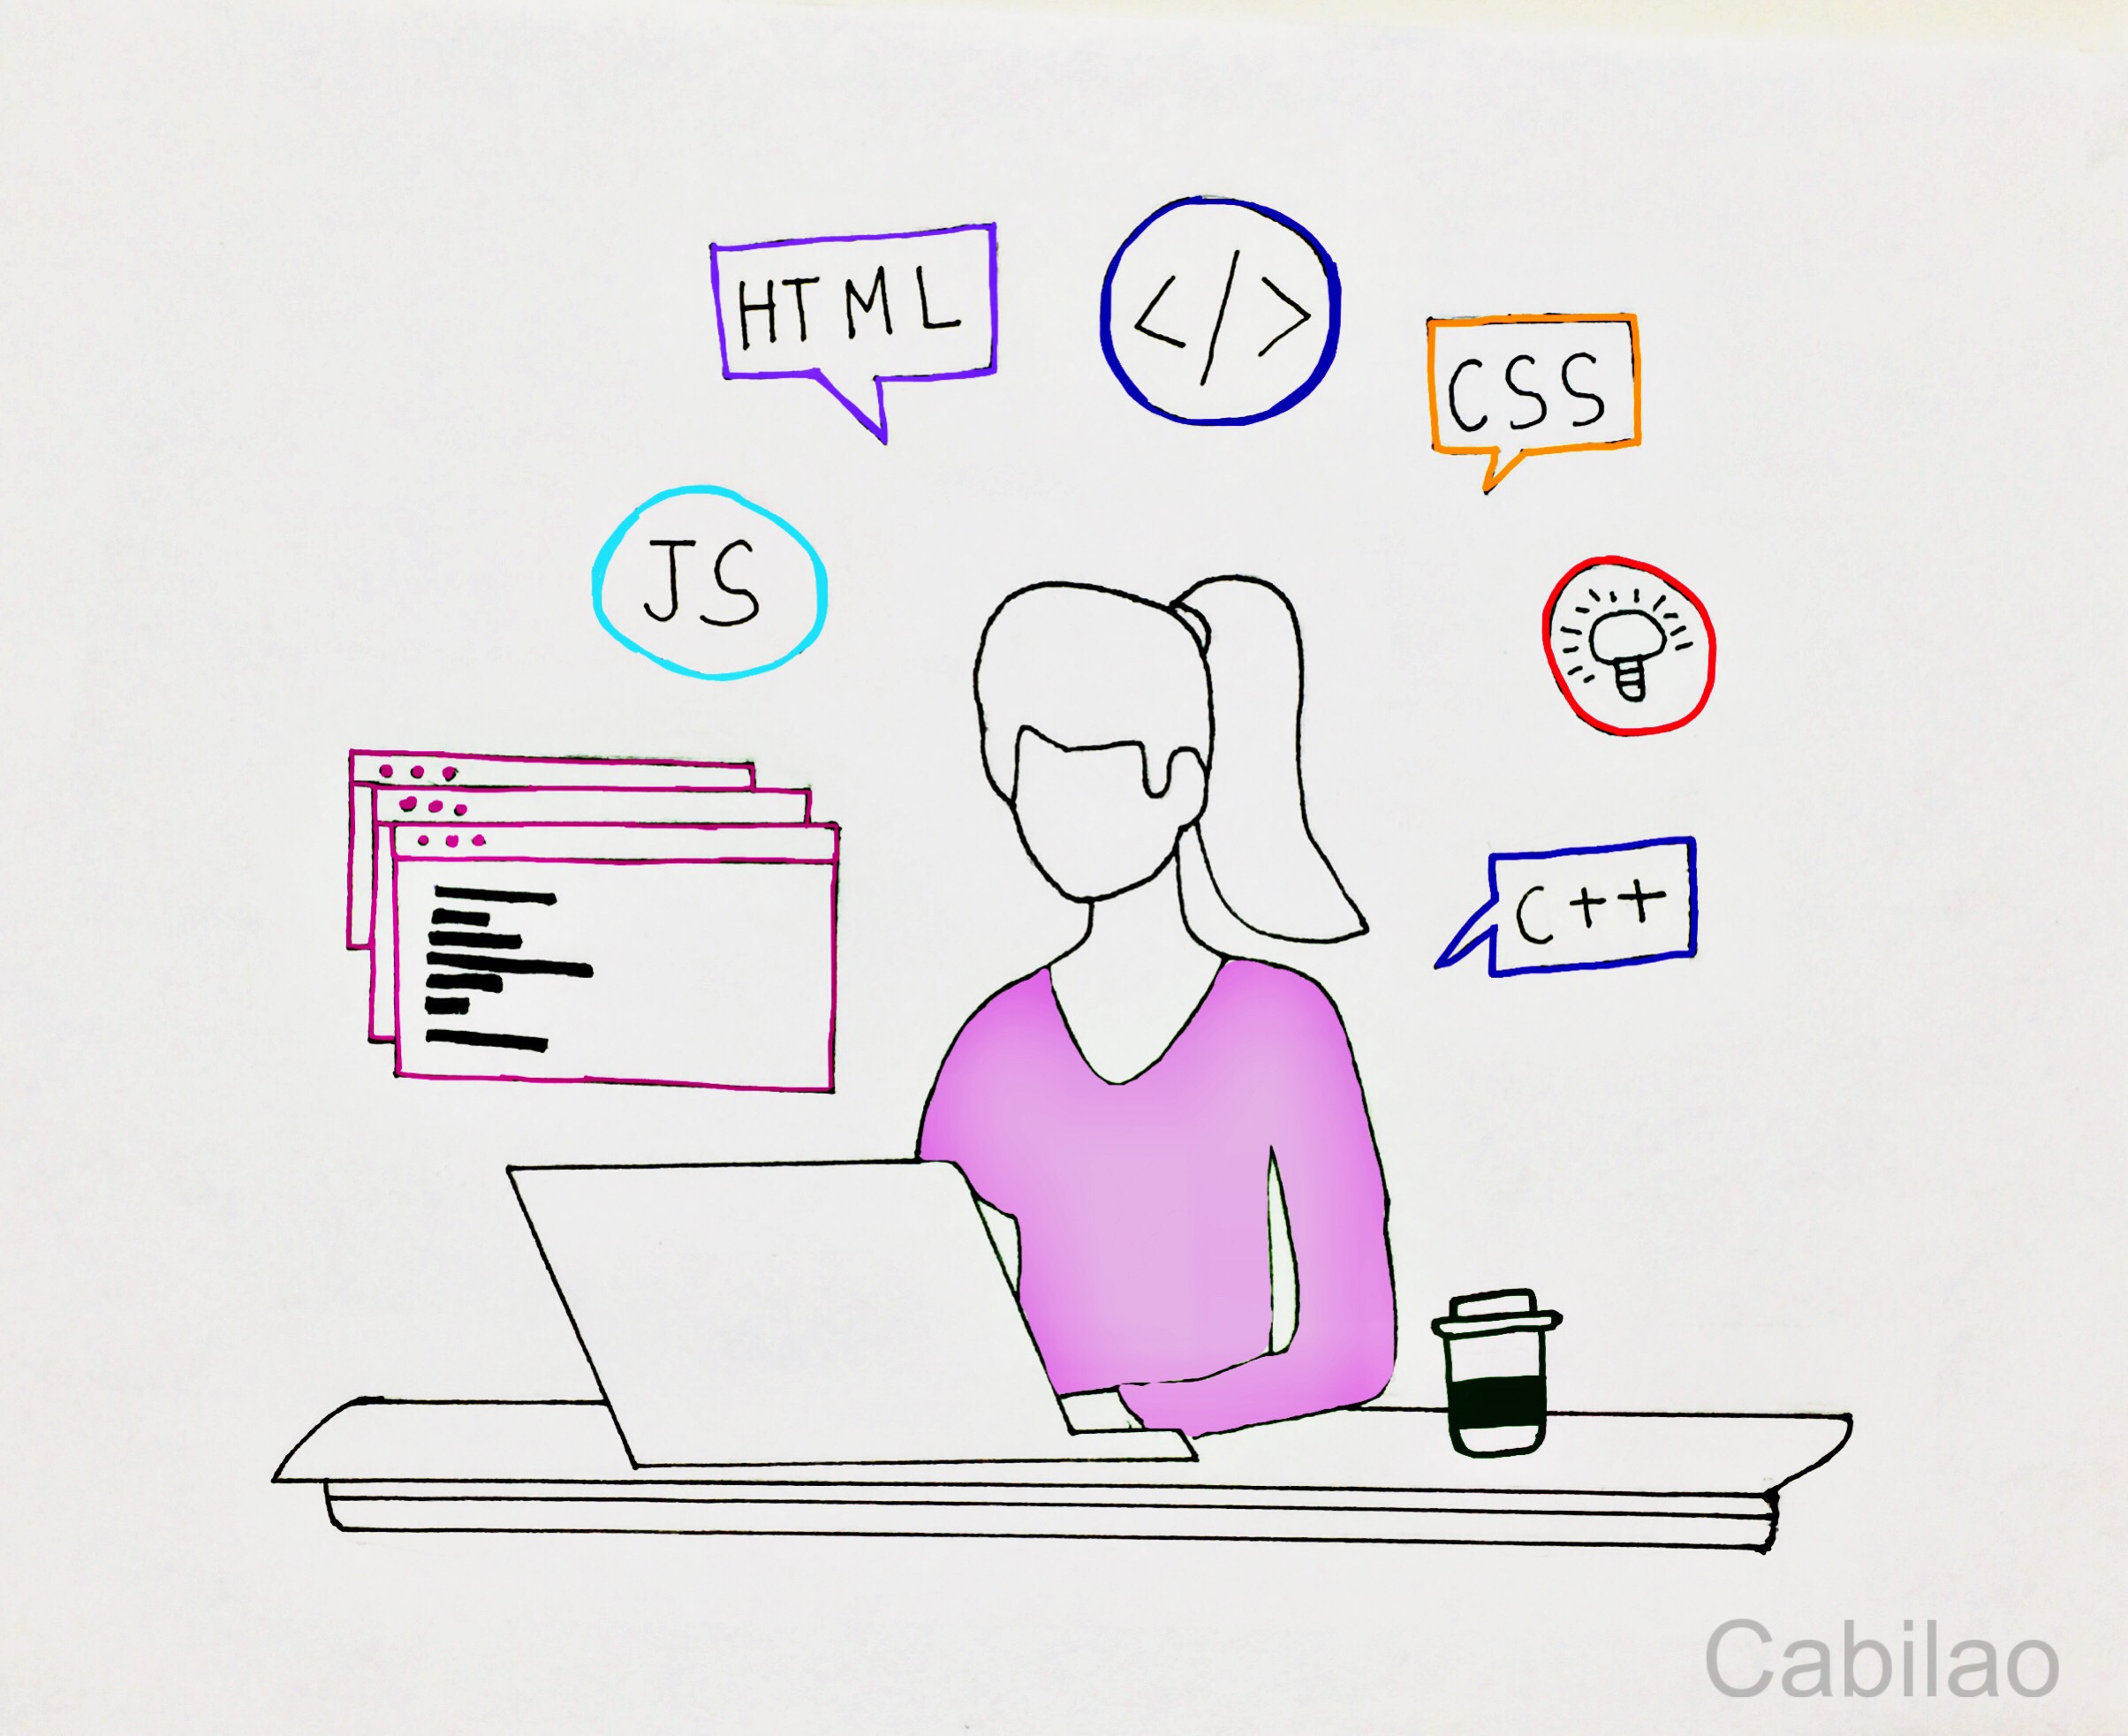 HTML
</>
CSS
JS
C++
Cabilao